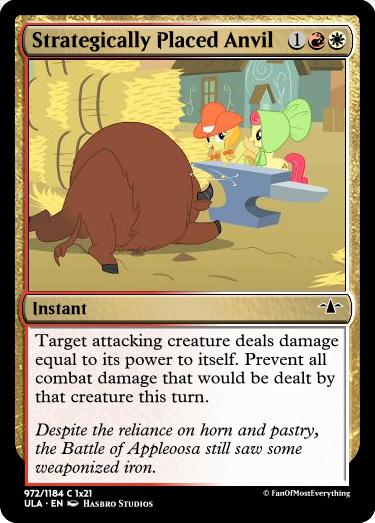 Strategically Placed Anvil 1
Instant
Target attacking creature deals damage
equal to its power to itself. Prevent all
combat damage that would be dealt by
that creature this turn.
Despite the reliance on horn and pastry,
the Battle of Appleoosa still saw some
weaponized iron.
972/1184 C 1x21
ULA • EN Hasbro Studios
© FanOfMostEverything